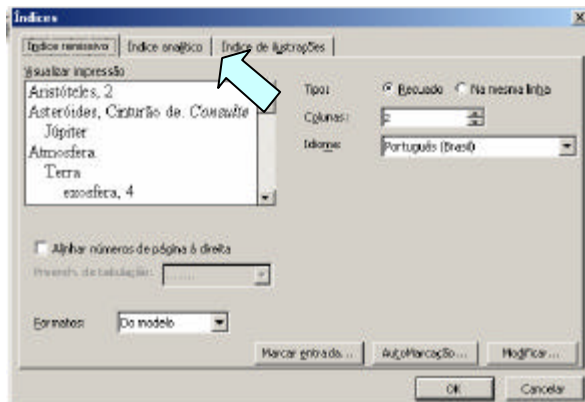 Índices
Índice remissivo
Índice analítico
Índice de ilustrações
Visualizar impressão
Aristóteles, 2
Asteróides, Cinturão de. Consulte
Júpiter
Atmosfera
Terra
exosfera, 4
Tipo:
Recuado
Na mesma linha
Colunas:
2
Idioma:
Português (Brasil)
Alinhar números de página à direita
Preench. de tabulação:
.......
Formatos:
Do modelo
Marcar entrada...
AutoMarcação...
Modificar...
OK
Cancelar